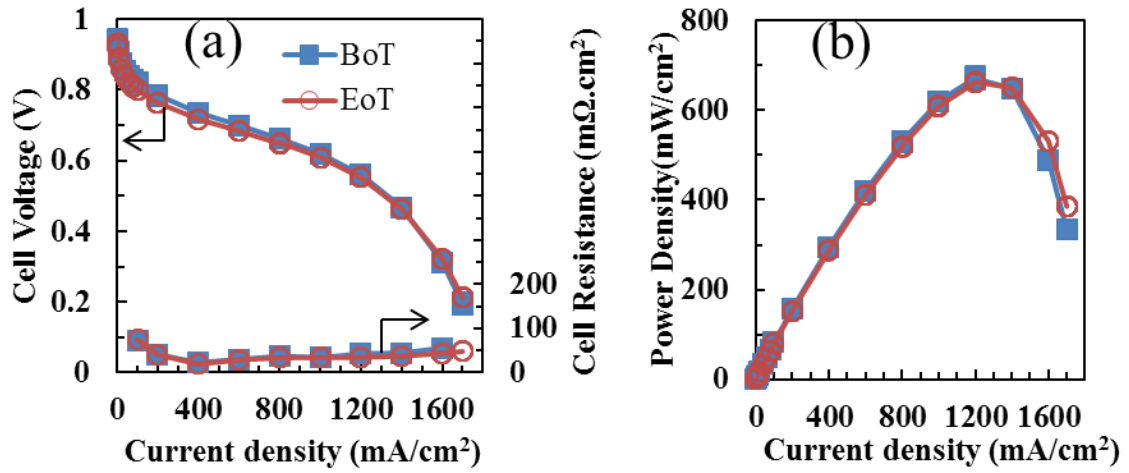 (a)
BoT
EoT
Cell Voltage (V)
1
0.8
0.6
0.4
0.2
0
Cell Resistance (mΩ.cm²)
200
100
0
0 400 800 1200 1600
Current density (mA/cm²)
(b)
Power Density(mW/cm²)
800
600
400
200
0
0 400 800 1200 1600
Current density (mA/cm²)